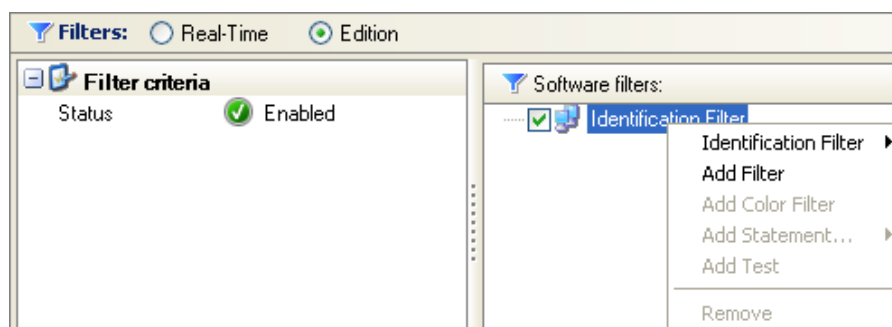 Filters: Real-Time Edition
Filter criteria
Status Enabled
Software filters:
Identification Filter
Identification Filter
Add Filter
Add Color Filter
Add Statement...
Add Test
Remove